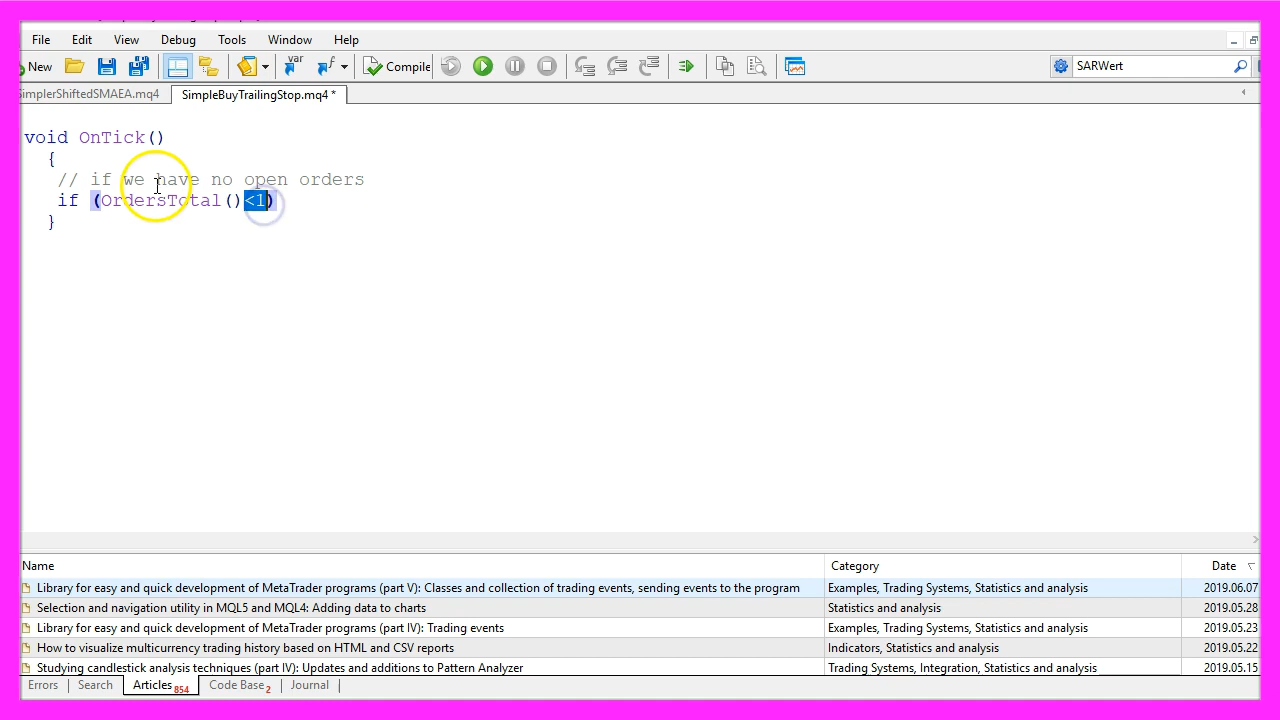 File Edit View Debug Tools Window Help
New var Compile SARWert
SimplerShiftedSMAEA.mq4 SimpleBuyTrailingStop.mq4 *
void OnTick()
{
// if we have no open orders
if (OrdersTotal()<1)
}
Name Category Date
Library for easy and quick development of MetaTrader programs (part V): Classes and collection of trading events, sending events to the program Examples, Trading Systems, Statistics and analysis 2019.06.07
Selection and navigation utility in MQL5 and MQL4: Adding data to charts Statistics and analysis 2019.05.28
Library for easy and quick development of MetaTrader programs (part IV): Trading events Examples, Trading Systems, Statistics and analysis 2019.05.23
How to visualize multicurrency trading history based on HTML and CSV reports Indicators, Statistics and analysis 2019.05.22
Studying candlestick analysis techniques (part IV): Updates and additions to Pattern Analyzer Trading Systems, Integration, Statistics and analysis 2019.05.15
Errors Search Articles 854 Code Base 2 Journal